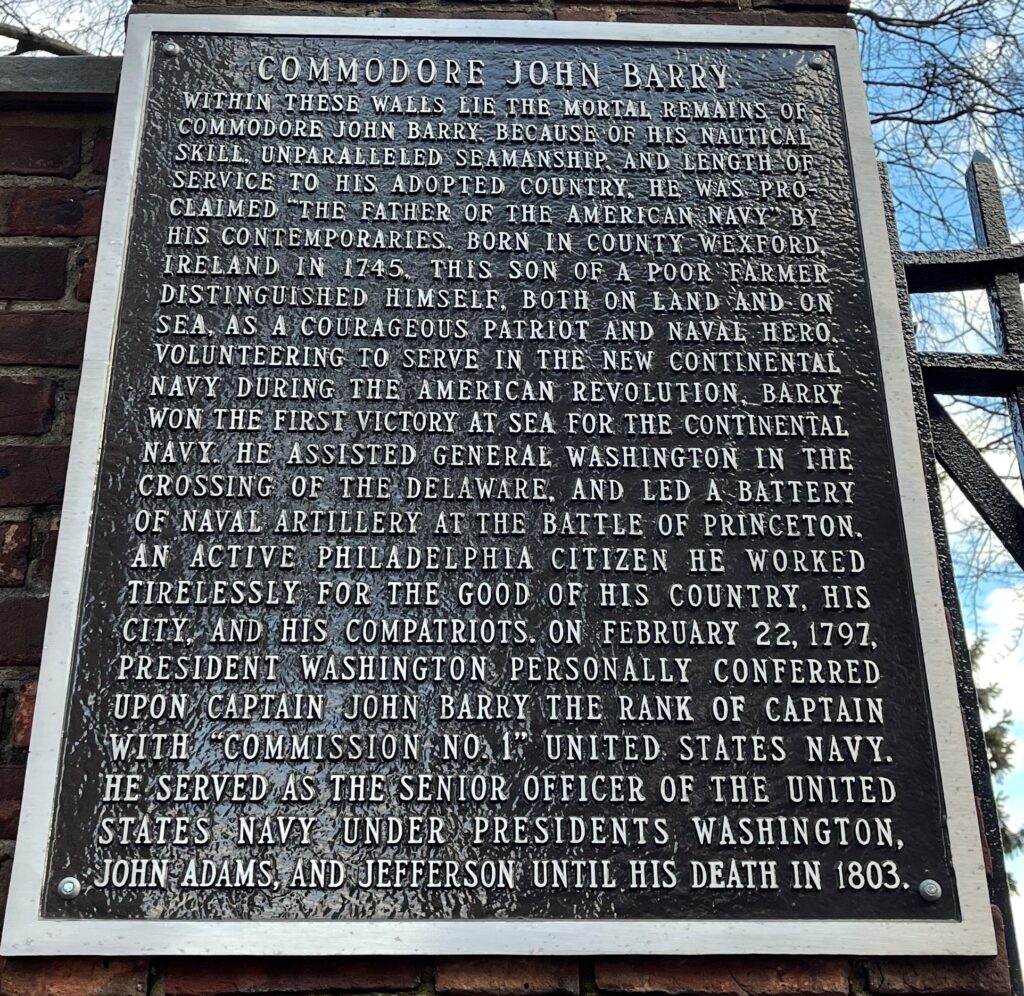 COMMODORE JOHN BARRY
WITHIN THESE WALLS LIE THE MORTAL REMAINS OF
COMMODORE JOHN BARRY. BECAUSE OF HIS NAUTICAL
SKILL, UNPARALLELED SEAMANSHIP, AND LENGTH OF
SERVICE TO HIS ADOPTED COUNTRY, HE WAS PRO-
CLAIMED "THE FATHER OF THE AMERICAN NAVY" BY
HIS CONTEMPORARIES. BORN IN COUNTY WEXFORD,
IRELAND IN 1745, THIS SON OF A POOR FARMER
DISTINGUISHED HIMSELF, BOTH ON LAND AND ON
SEA, AS A COURAGEOUS PATRIOT AND NAVAL HERO.
VOLUNTEERING TO SERVE IN THE NEW CONTINENTAL
NAVY DURING THE AMERICAN REVOLUTION, BARRY
WON THE FIRST VICTORY AT SEA FOR THE CONTINENTAL
NAVY. HE ASSISTED GENERAL WASHINGTON IN THE
CROSSING OF THE DELAWARE, AND LED A BATTERY
OF NAVAL ARTILLERY AT THE BATTLE OF PRINCETON.
AN ACTIVE PHILADELPHIA CITIZEN HE WORKED
TIRELESSLY FOR THE GOOD OF HIS COUNTRY, HIS
CITY, AND HIS COMPATRIOTS. ON FEBRUARY 22, 1797,
PRESIDENT WASHINGTON PERSONALLY CONFERRED
UPON CAPTAIN JOHN BARRY THE RANK OF CAPTAIN
WITH "COMMISSION NO. 1" UNITED STATES NAVY.
HE SERVED AS THE SENIOR OFFICER OF THE UNITED
STATES NAVY UNDER PRESIDENTS WASHINGTON,
JOHN ADAMS, AND JEFFERSON UNTIL HIS DEATH IN 1803.